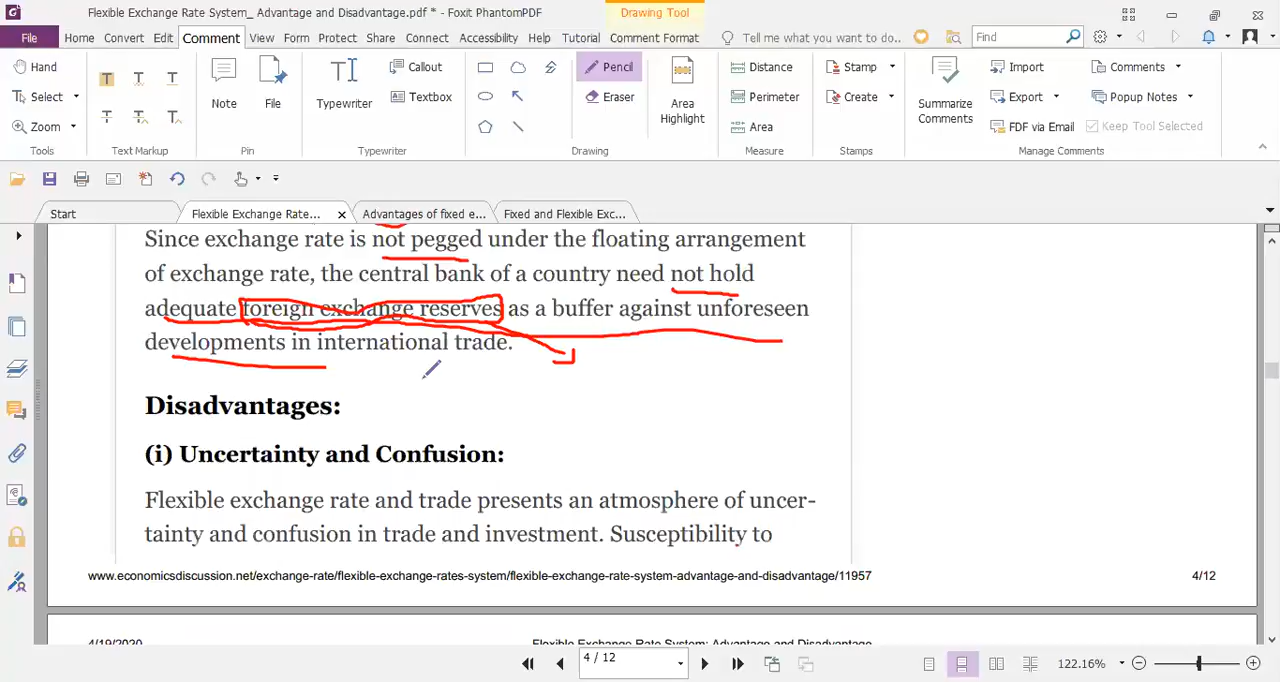 Flexible Exchange Rate System_ Advantage and Disadvantage.pdf * - Foxit PhantomPDF
Drawing Tool
File Home Convert Edit Comment View Form Protect Share Connect Accessibility Help Tutorial Comment Format Tell me what you want to do.. Find
Hand
Select
Zoom
Tools
Text Markup
Note
File
Pin
Typewriter
Callout
Textbox
Typewriter
Pencil
Eraser
Drawing
Area
Highlight
Distance
Perimeter
Area
Measure
Stamp
Create
Stamps
Summarize
Comments
Import
Export
FDF via Email
Comments
Popup Notes
Keep Tool Selected
Manage Comments
Start
Flexible Exchange Rate...
Advantages of fixed e...
Fixed and Flexible Exc...
Since exchange rate is not pegged under the floating arrangement
of exchange rate, the central bank of a country need not hold
adequate foreign exchange reserves as a buffer against unforeseen
developments in international trade.
Disadvantages:
(i) Uncertainty and Confusion:
Flexible exchange rate and trade presents an atmosphere of uncer-
tainty and confusion in trade and investment. Susceptibility to
www.economicsdiscussion.net/exchange-rate/flexible-exchange-rates-system/flexible-exchange-rate-system-advantage-and-disadvantage/11957
4/12
4/19/2020
Flexible Exchange Rate System: Advantage and Disadvantage
4 / 12
122.16%